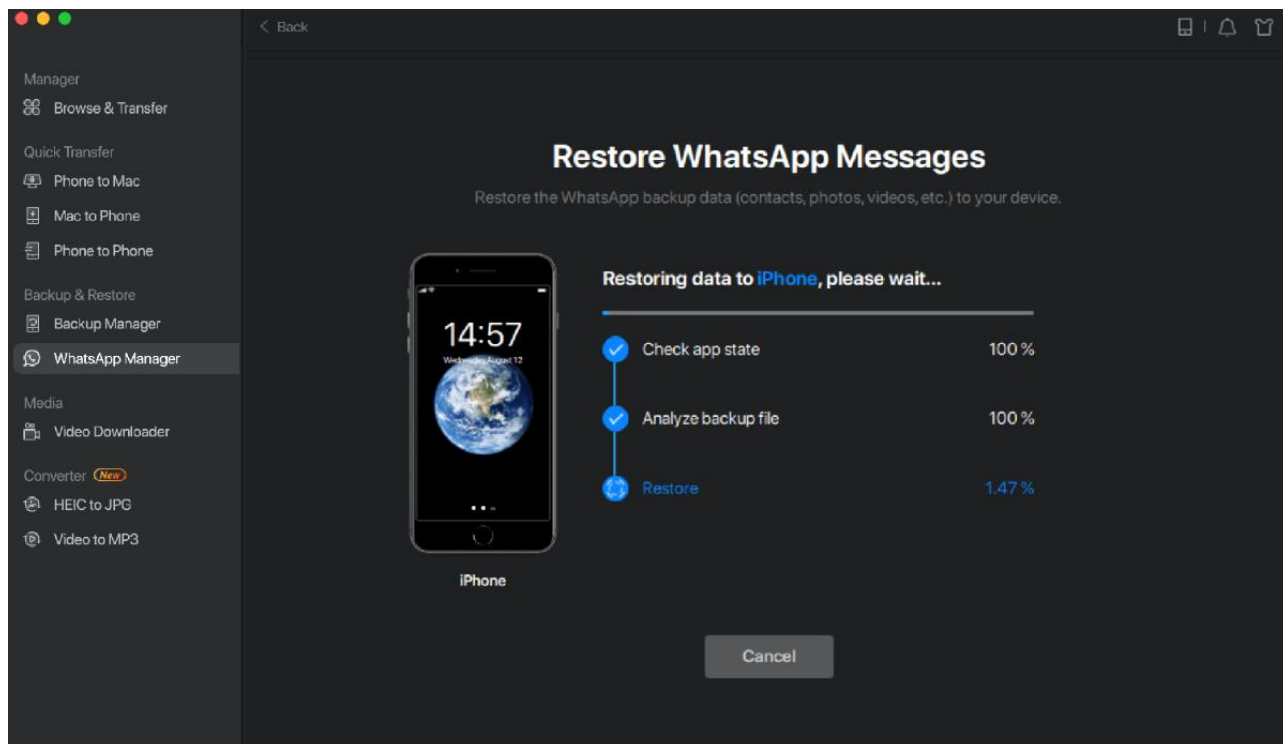 Back
Manager
Browse & Transfer
Quick Transfer
Phone to Mac
Mac to Phone
Phone to Phone
Backup & Restore
Backup Manager
WhatsApp Manager
Media
Video Downloader
Converter New
HEIC to JPG
Video to MP3
Restore WhatsApp Messages
Restore the WhatsApp backup data (contacts, photos, videos, etc.) to your device.
14:57
Wednesday August 12
iPhone
Restoring data to iPhone, please wait...
Check app state 100 %
Analyze backup file 100 %
Restore 1.47 %
Cancel